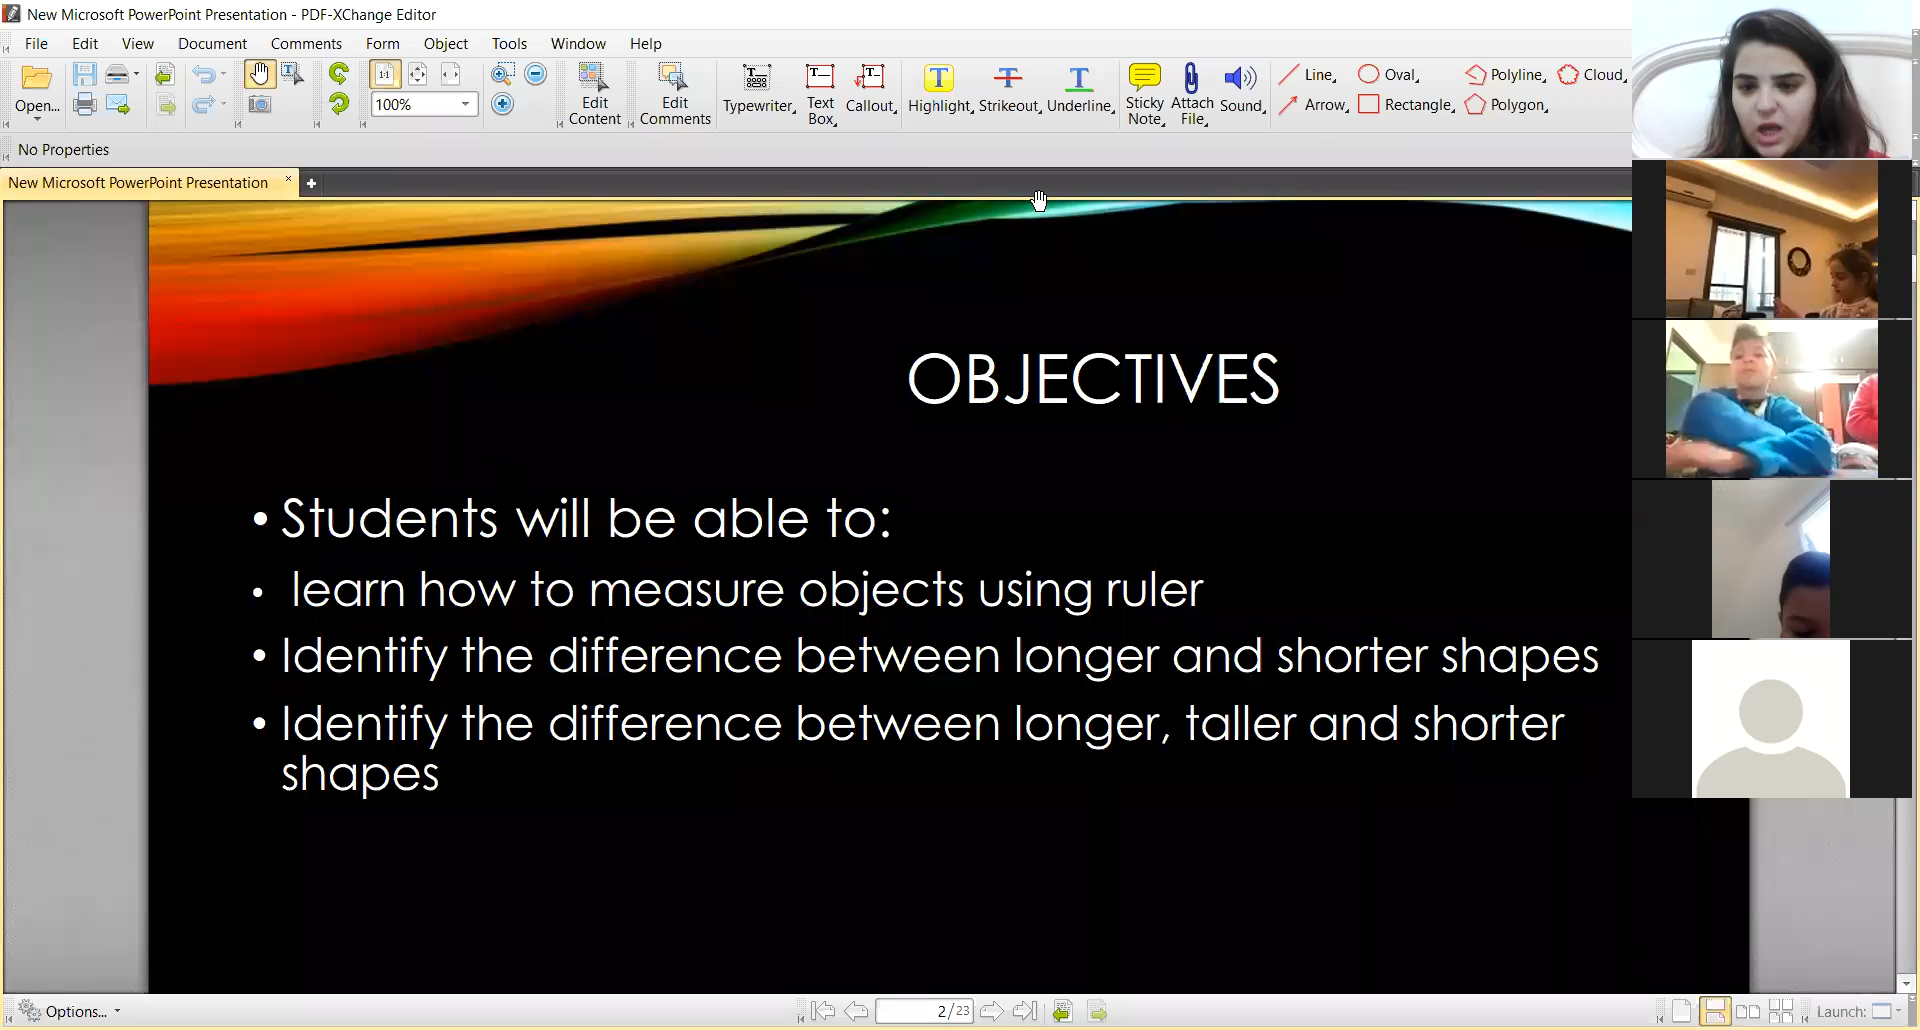 New Microsoft PowerPoint Presentation - PDF-XChange Editor
File Edit View Document Comments Form Object Tools Window Help
Open...
1:1
100%
Edit Content
Edit Comments
Typewriter
Text Box
Callout
Highlight
Strikeout
Underline
Sticky Note
Attach File
Sound
Line
Arrow
Oval
Rectangle
Polyline
Polygon
Cloud
No Properties
New Microsoft PowerPoint Presentation
OBJECTIVES
• Students will be able to:
• learn how to measure objects using ruler
• Identify the difference between longer and shorter shapes
• Identify the difference between longer, taller and shorter
shapes
Options...
2/23
Launch: